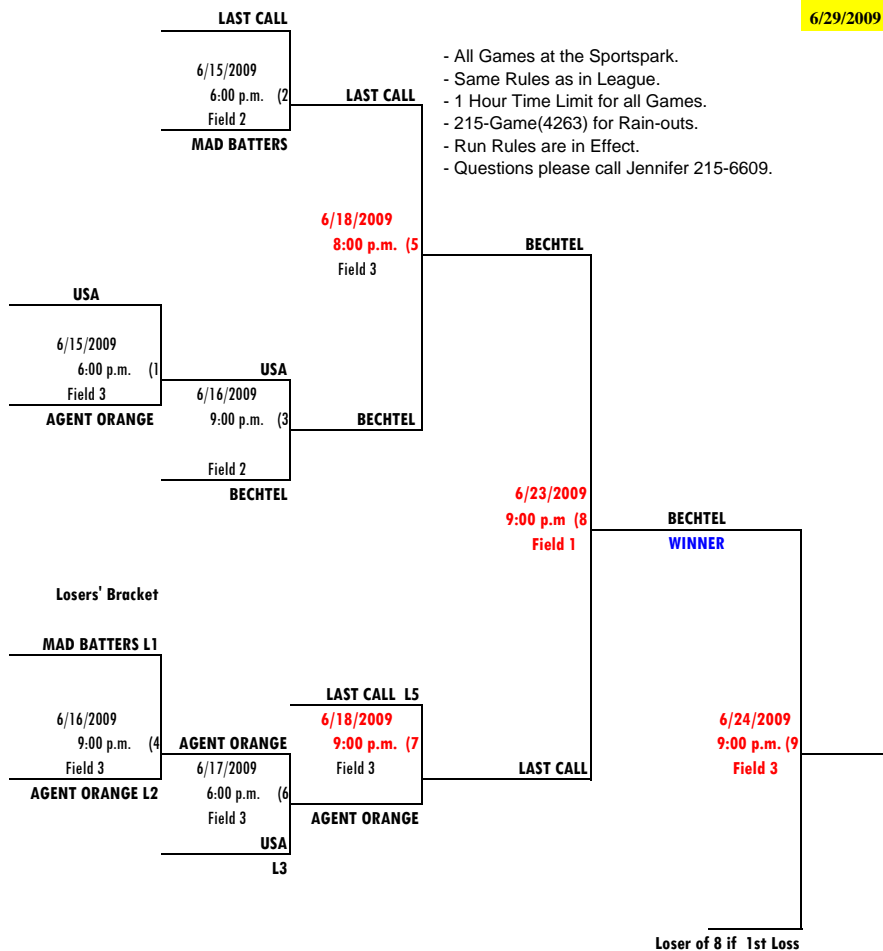 6/29/2009
LAST CALL
6/15/2009
6:00 p.m. (2
Field 2
MAD BATTERS
LAST CALL
- All Games at the Sportspark.
- Same Rules as in League.
- 1 Hour Time Limit for all Games.
- 215-Game(4263) for Rain-outs.
- Run Rules are in Effect.
- Questions please call Jennifer 215-6609.
6/18/2009
8:00 p.m. (5
Field 3
BECHTEL
USA
6/15/2009
6:00 p.m. (1
Field 3
AGENT ORANGE
USA
6/16/2009
9:00 p.m. (3
Field 2
BECHTEL
BECHTEL
6/23/2009
9:00 p.m (8
Field 1
BECHTEL
WINNER
Losers' Bracket
MAD BATTERS L1
6/16/2009
9:00 p.m. (4
Field 3
AGENT ORANGE L2
AGENT ORANGE
6/17/2009
6:00 p.m. (6
Field 3
USA
L3
LAST CALL L5
6/18/2009
9:00 p.m. (7
Field 3
AGENT ORANGE
LAST CALL
6/24/2009
9:00 p.m. (9
Field 3
Loser of 8 if 1st Loss